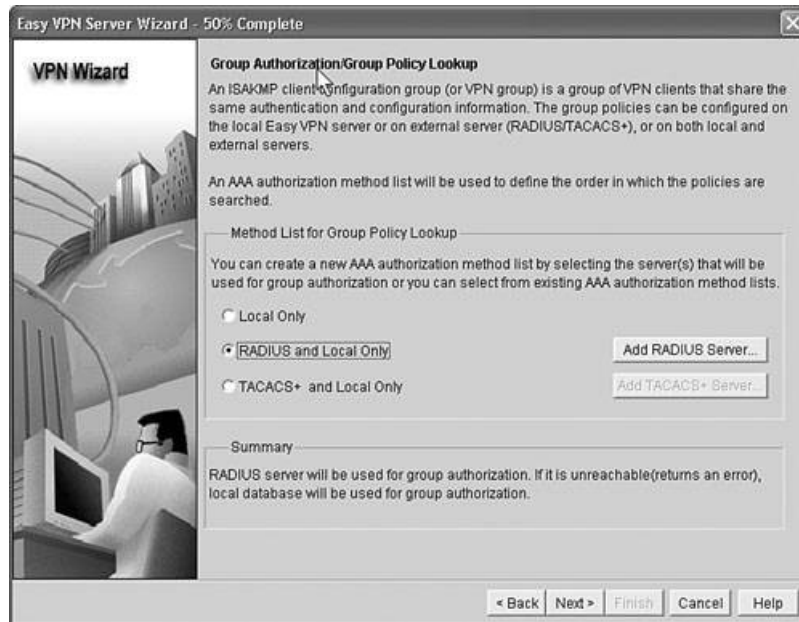 Easy VPN Server Wizard - 50% Complete
VPN Wizard
Group Authorization/Group Policy Lookup
An ISAKMP client configuration group (or VPN group) is a group of VPN clients that share the
same authentication and configuration information. The group policies can be configured on
the local Easy VPN server or on external server (RADIUS/TACACS+), or on both local and
external servers.
An AAA authorization method list will be used to define the order in which the policies are
searched.
Method List for Group Policy Lookup
You can create a new AAA authorization method list by selecting the server(s) that will be
used for group authorization or you can select from existing AAA authorization method lists.
Local Only
RADIUS and Local Only
Add RADIUS Server...
TACACS+ and Local Only
Add TACACS+ Server...
Summary
RADIUS server will be used for group authorization. If it is unreachable(returns an error),
local database will be used for group authorization.
< Back
Next >
Finish
Cancel
Help